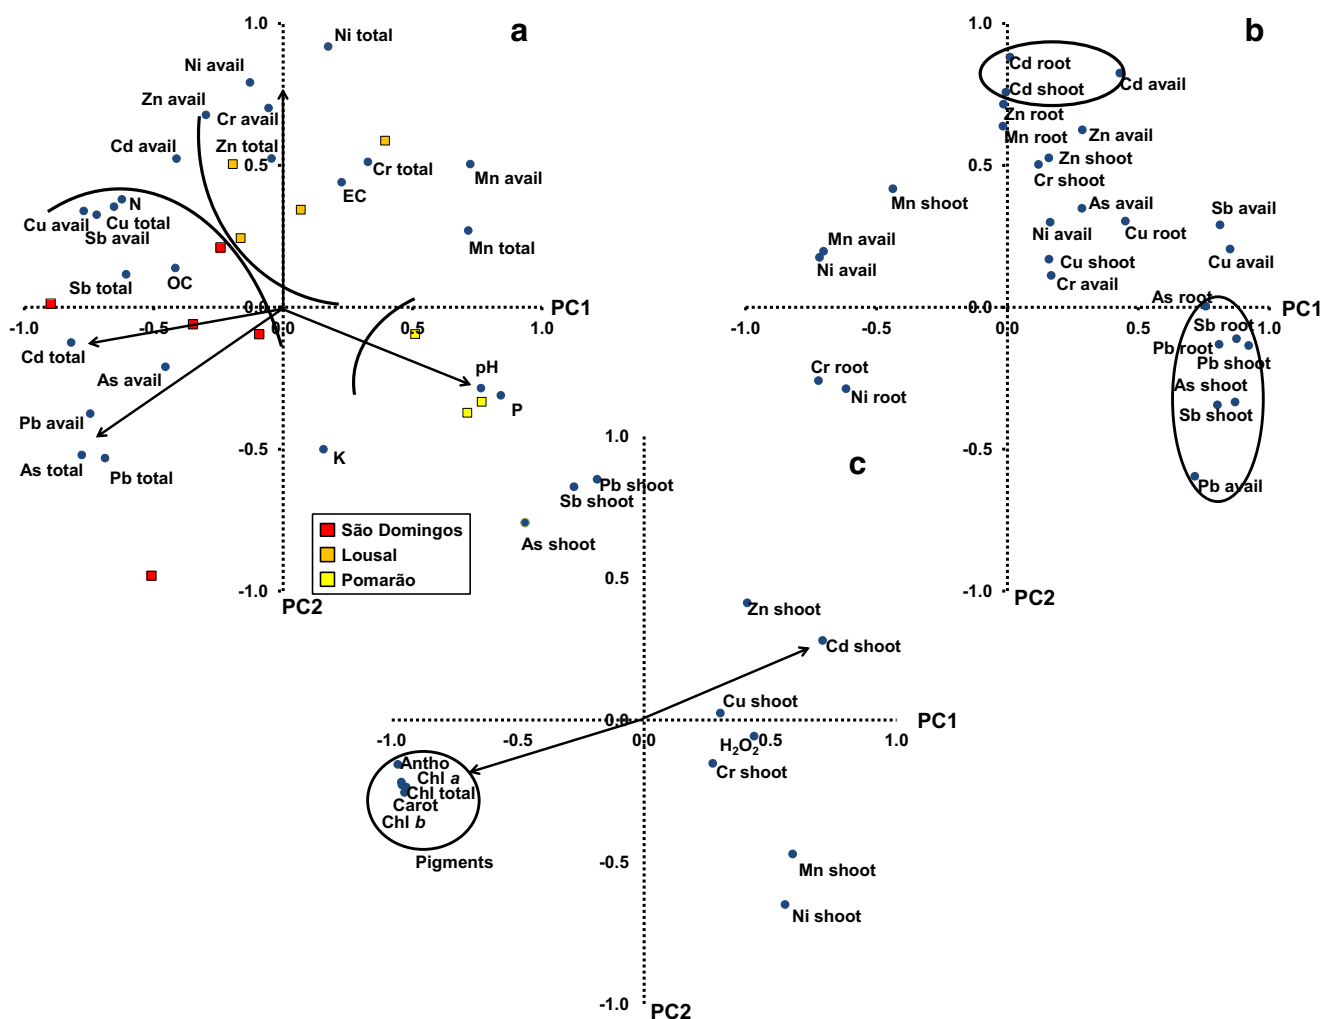 1.0
a
Ni total
Ni avail
Zn avail
Cr avail
Cd avail
Zn total
0.5
Cr total
Mn avail
EC
N
Cu avail
Cu total
Sb avail
Mn total
Sb total
OC
-1.0
-0.5
0.0
0.0
0.5
1.0
PC1
Cd total
As avail
pH
P
Pb avail
-0.5
K
As total
Pb total
São Domingos
Lousal
Pomarão
-1.0
PC2
1.0
b
Cd root
Cd shoot
Cd avail
Zn root
Mn root
Zn avail
0.5
Zn shoot
Cr shoot
Mn shoot
As avail
Sb avail
Ni avail
Cu root
Mn avail
Ni avail
Cu shoot
Cu avail
Cr avail
As root
-1.0
-0.5
0.0
0.0
0.5
1.0
PC1
Sb root
Pb root
Pb shoot
Cr root
As shoot
Ni root
Sb shoot
-0.5
Pb avail
-1.0
PC2
1.0
c
Pb shoot
Sb shoot
As shoot
0.5
Zn shoot
Cd shoot
Cu shoot
-1.0
-0.5
0.0
0.0
0.5
1.0
PC1
H₂O₂
Cr shoot
Antho
Chl a
Chl total
Carot
Chl b
Pigments
-0.5
Mn shoot
Ni shoot
-1.0
PC2